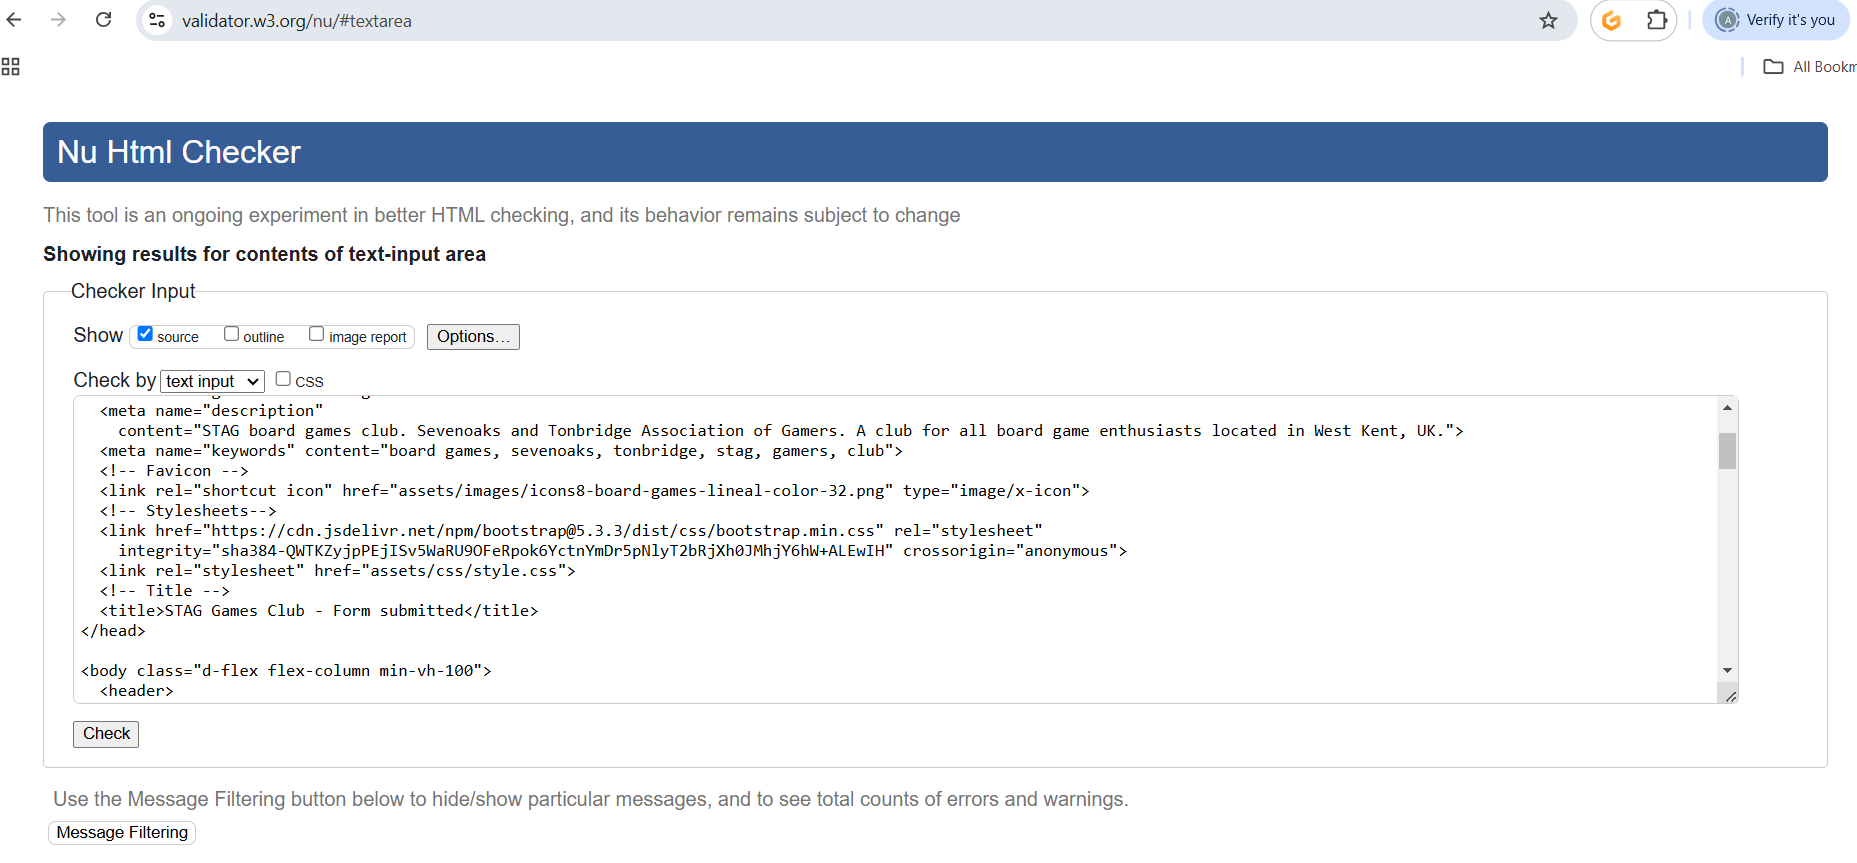 validator.w3.org/nu/#textarea
Verify it's you
All Bookm
Nu Html Checker
This tool is an ongoing experiment in better HTML checking, and its behavior remains subject to change
Showing results for contents of text-input area
Checker Input
Show source outline image report Options...
Check by text input CSS
<meta name="description"
content="STAG board games club. Sevenoaks and Tonbridge Association of Gamers. A club for all board game enthusiasts located in West Kent, UK.">
<meta name="keywords" content="board games, sevenoaks, tonbridge, stag, gamers, club">
<!-- Favicon -->
<link rel="shortcut icon" href="assets/images/icons8-board-games-lineal-color-32.png" type="image/x-icon">
<!-- Stylesheets-->
<link href="https://cdn.jsdelivr.net/npm/bootstrap@5.3.3/dist/css/bootstrap.min.css" rel="stylesheet"
integrity="sha384-QWTKZyjpPEjISv5WaRU9OFeRpok6YctnYmDr5pNlyT2bRjXh0JMhjY6hW+ALEwIH" crossorigin="anonymous">
<link rel="stylesheet" href="assets/css/style.css">
<!-- Title -->
<title>STAG Games Club - Form submitted</title>
</head>
<body class="d-flex flex-column min-vh-100">
<header>
Check
Use the Message Filtering button below to hide/show particular messages, and to see total counts of errors and warnings.
Message Filtering